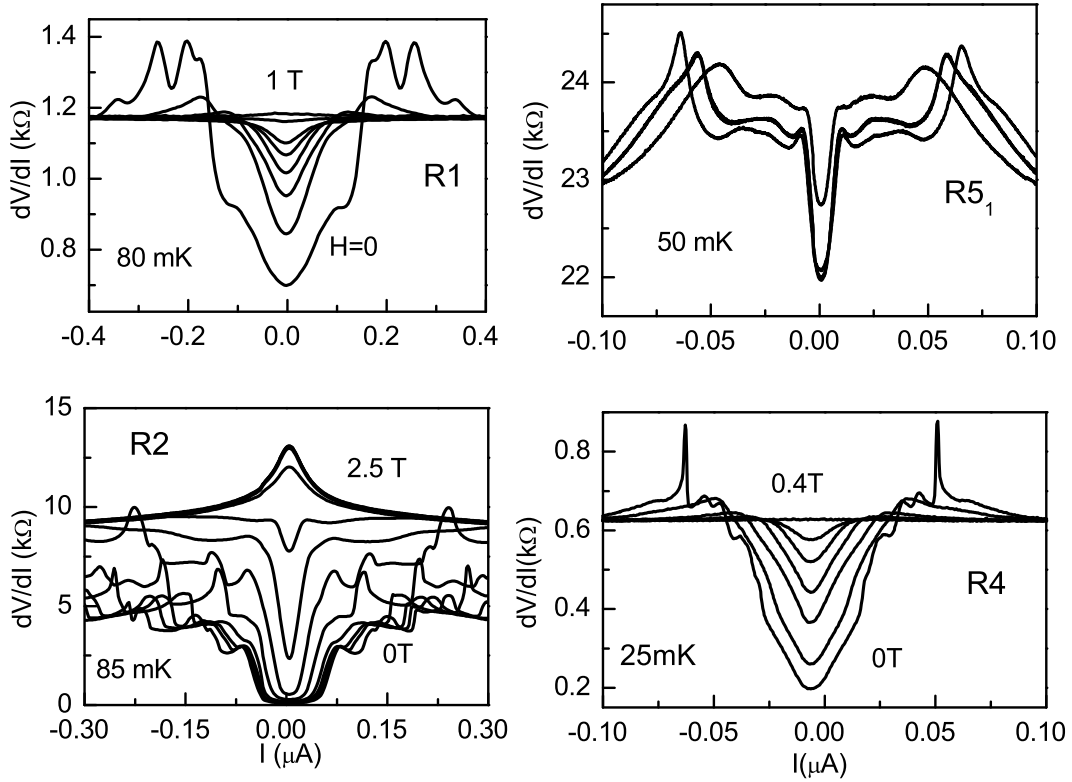 1.4
1.2
1.0
0.8
dV/dI (kΩ)
1 T
R1
H=0
80 mK
-0.4 -0.2 0.0 0.2 0.4
24
23
22
dV/dI (kΩ)
R5₁
50 mK
-0.10 -0.05 0.00 0.05 0.10
15
10
5
0
dV/dI (kΩ)
R2
2.5 T
0T
85 mK
-0.30 -0.15 0.00 0.15 0.30
I (μA)
0.8
0.6
0.4
0.2
dV/dI(kΩ)
0.4T
R4
0T
25mK
-0.10 -0.05 0.00 0.05 0.10
I(μA)